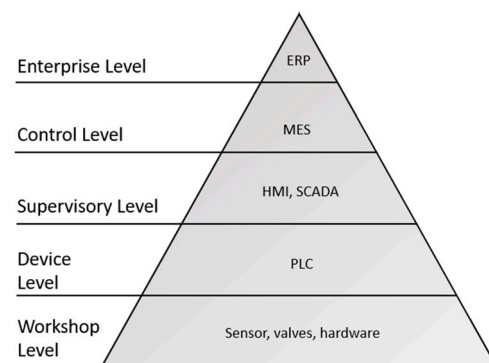 Enterprise Level
ERP
Control Level
MES
Supervisory Level
HMI, SCADA
Device
Level
PLC
Workshop
Level
Sensor, valves, hardware